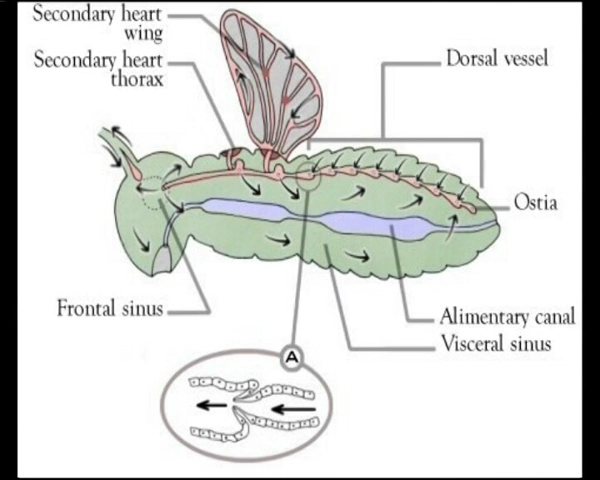 Secondary heart
wing
Secondary heart
thorax
Dorsal vessel
Ostia
Frontal sinus
Alimentary canal
Visceral sinus
A